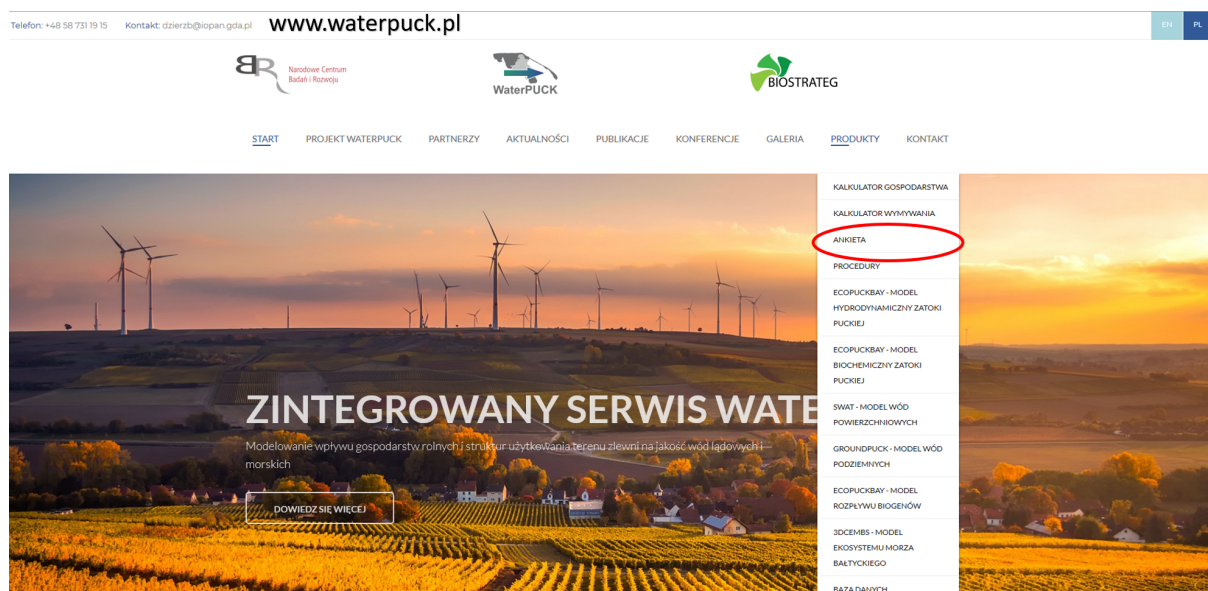 Telefon: +48 58 731 19 15 Kontakt: dzierzb@iopan.gda.pl www.waterpuck.pl EN PL
BR Narodowe Centrum
Badań i Rozwoju
WaterPUCK
BIOSTRATEG
START PROJEKT WATERPUCK PARTNERZY AKTUALNOŚCI PUBLIKACJE KONFERENCJE GALERIA PRODUKTY KONTAKT
KALKULATOR GOSPODARSTWA
KALKULATOR WYMYWANIA
ANKIETA
PROCEDURY
ECOPUCKBAY - MODEL
HYDRODYNAMICZNY ZATOKI
PUCKIEJ
ECOPUCKBAY - MODEL
BIOCHEMICZNY ZATOKI
PUCKIEJ
SWAT - MODEL WÓD
POWIERZCHNIOWYCH
GROUNDPUCK - MODEL WÓD
PODZIEMNYCH
ECOPUCKBAY - MODEL
ROZPŁYWU BIOGENÓW
3DCEMBS - MODEL
EKOSYSTEMU MORZA
BAŁTYCKIEGO
BAZA DANYCH
ZINTEGROWANY SERWIS WATE
Modelowanie wpływu gospodarstw rolnych i struktur użytkowania terenu zlewni na jakość wód lądowych i
morskich
DOWIEDZ SIĘ WIĘCEJ